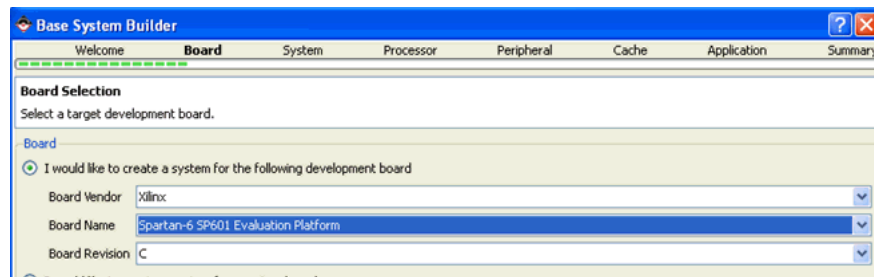 Base System Builder
Welcome Board System Processor Peripheral Cache Application Summary
Board Selection
Select a target development board.
Board
I would like to create a system for the following development board
Board Vendor Xilinx
Board Name Spartan-6 SP601 Evaluation Platform
Board Revision C